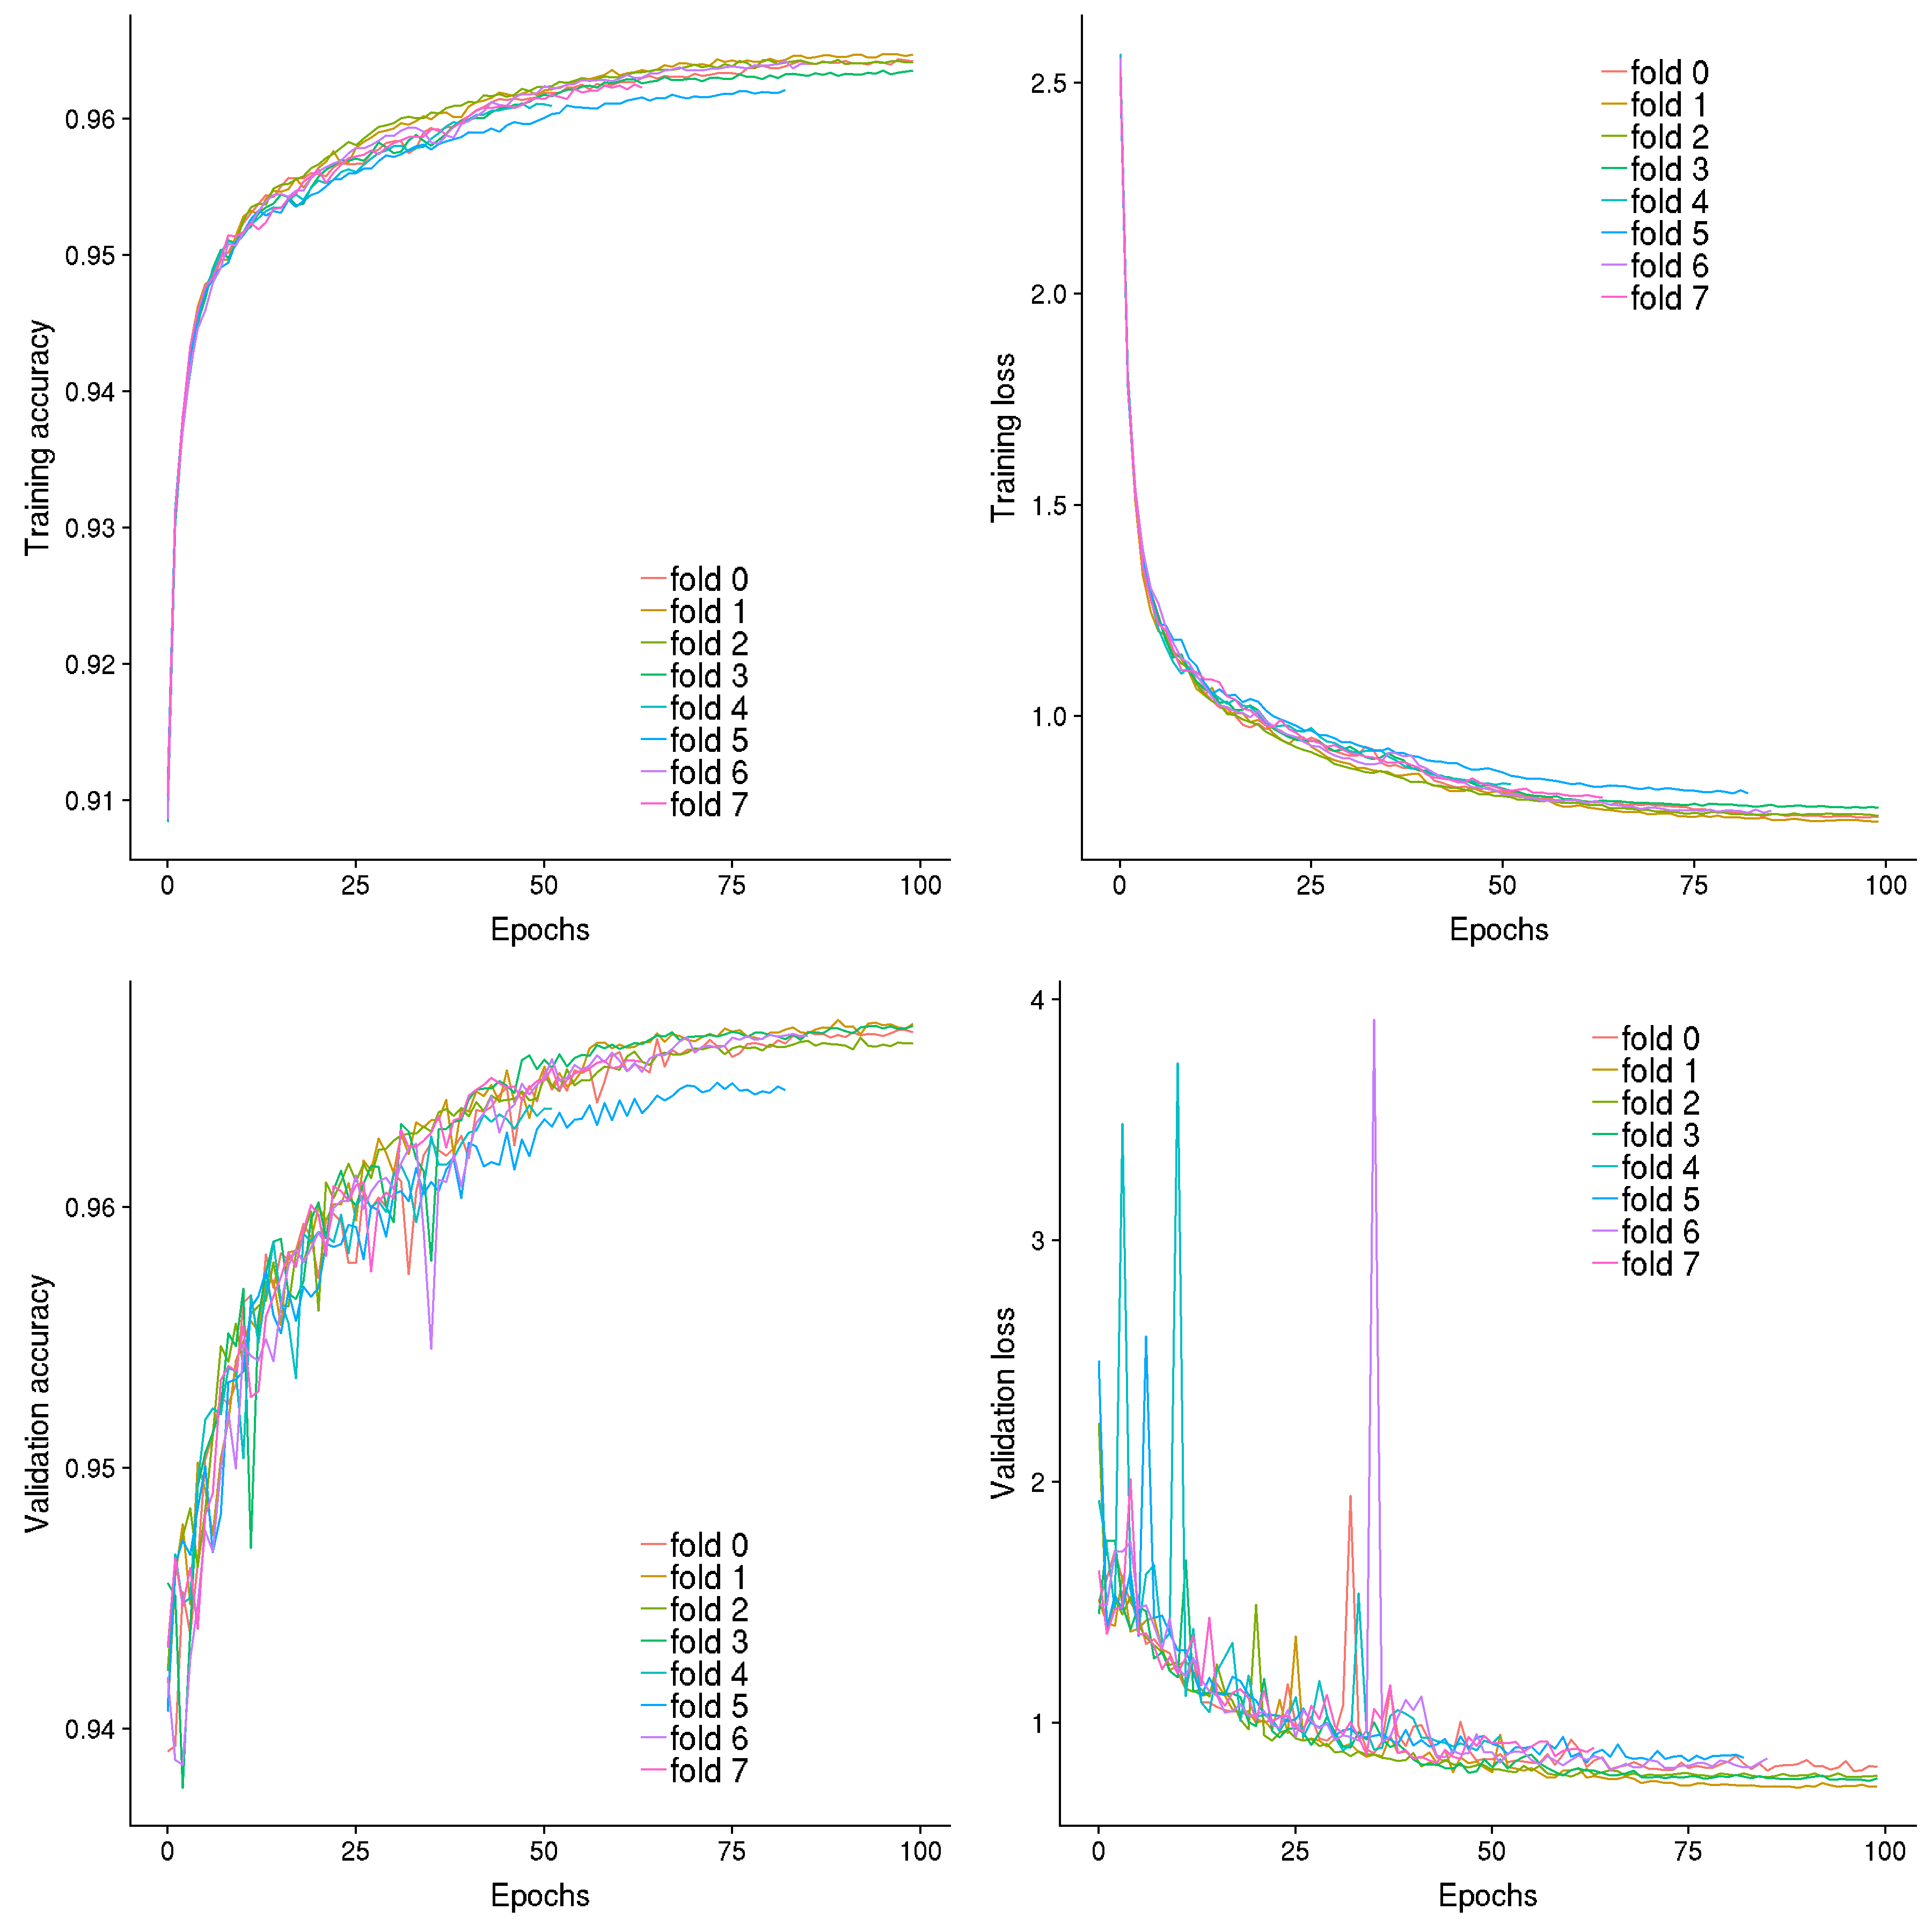 Training accuracy
0.96
0.95
0.94
0.93
0.92
0.91
fold 0
fold 1
fold 2
fold 3
fold 4
fold 5
fold 6
fold 7
0 25 50 75 100
Epochs
Training loss
2.5
2.0
1.5
1.0
fold 0
fold 1
fold 2
fold 3
fold 4
fold 5
fold 6
fold 7
0 25 50 75 100
Epochs
Validation accuracy
0.96
0.95
0.94
fold 0
fold 1
fold 2
fold 3
fold 4
fold 5
fold 6
fold 7
0 25 50 75 100
Epochs
Validation loss
4
3
2
1
fold 0
fold 1
fold 2
fold 3
fold 4
fold 5
fold 6
fold 7
0 25 50 75 100
Epochs